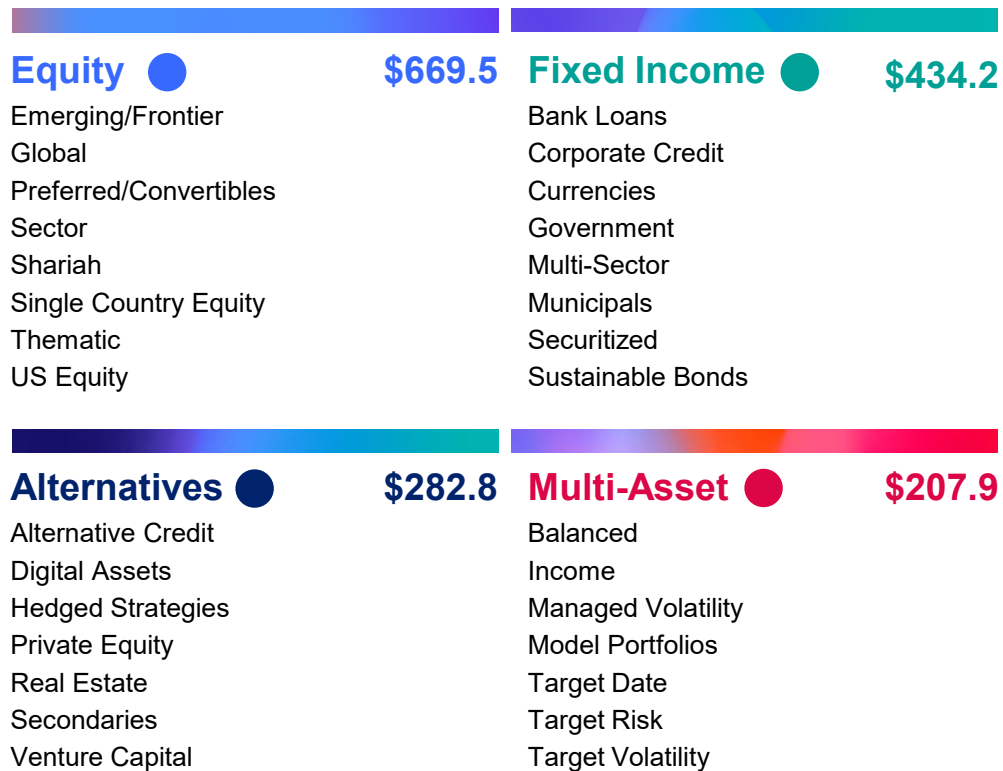 Equity $669.5
Emerging/Frontier
Global
Preferred/Convertibles
Sector
Shariah
Single Country Equity
Thematic
US Equity
Fixed Income $434.2
Bank Loans
Corporate Credit
Currencies
Government
Multi-Sector
Municipals
Securitized
Sustainable Bonds
Alternatives $282.8
Alternative Credit
Digital Assets
Hedged Strategies
Private Equity
Real Estate
Secondaries
Venture Capital
Multi-Asset $207.9
Balanced
Income
Managed Volatility
Model Portfolios
Target Date
Target Risk
Target Volatility